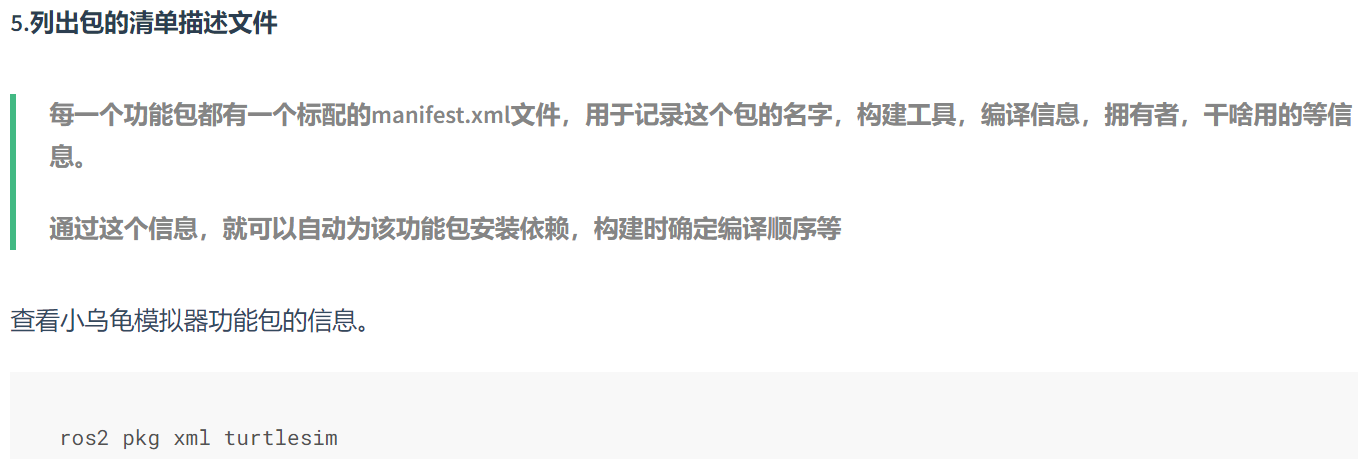 5.列出包的清单描述文件
每一个功能包都有一个标配的manifest.xml文件，用于记录这个包的名字，构建工具，编译信息，拥有者，干啥用的等信
息。
通过这个信息，就可以自动为该功能包安装依赖，构建时确定编译顺序等
查看小乌龟模拟器功能包的信息。
ros2 pkg xml turtlesim